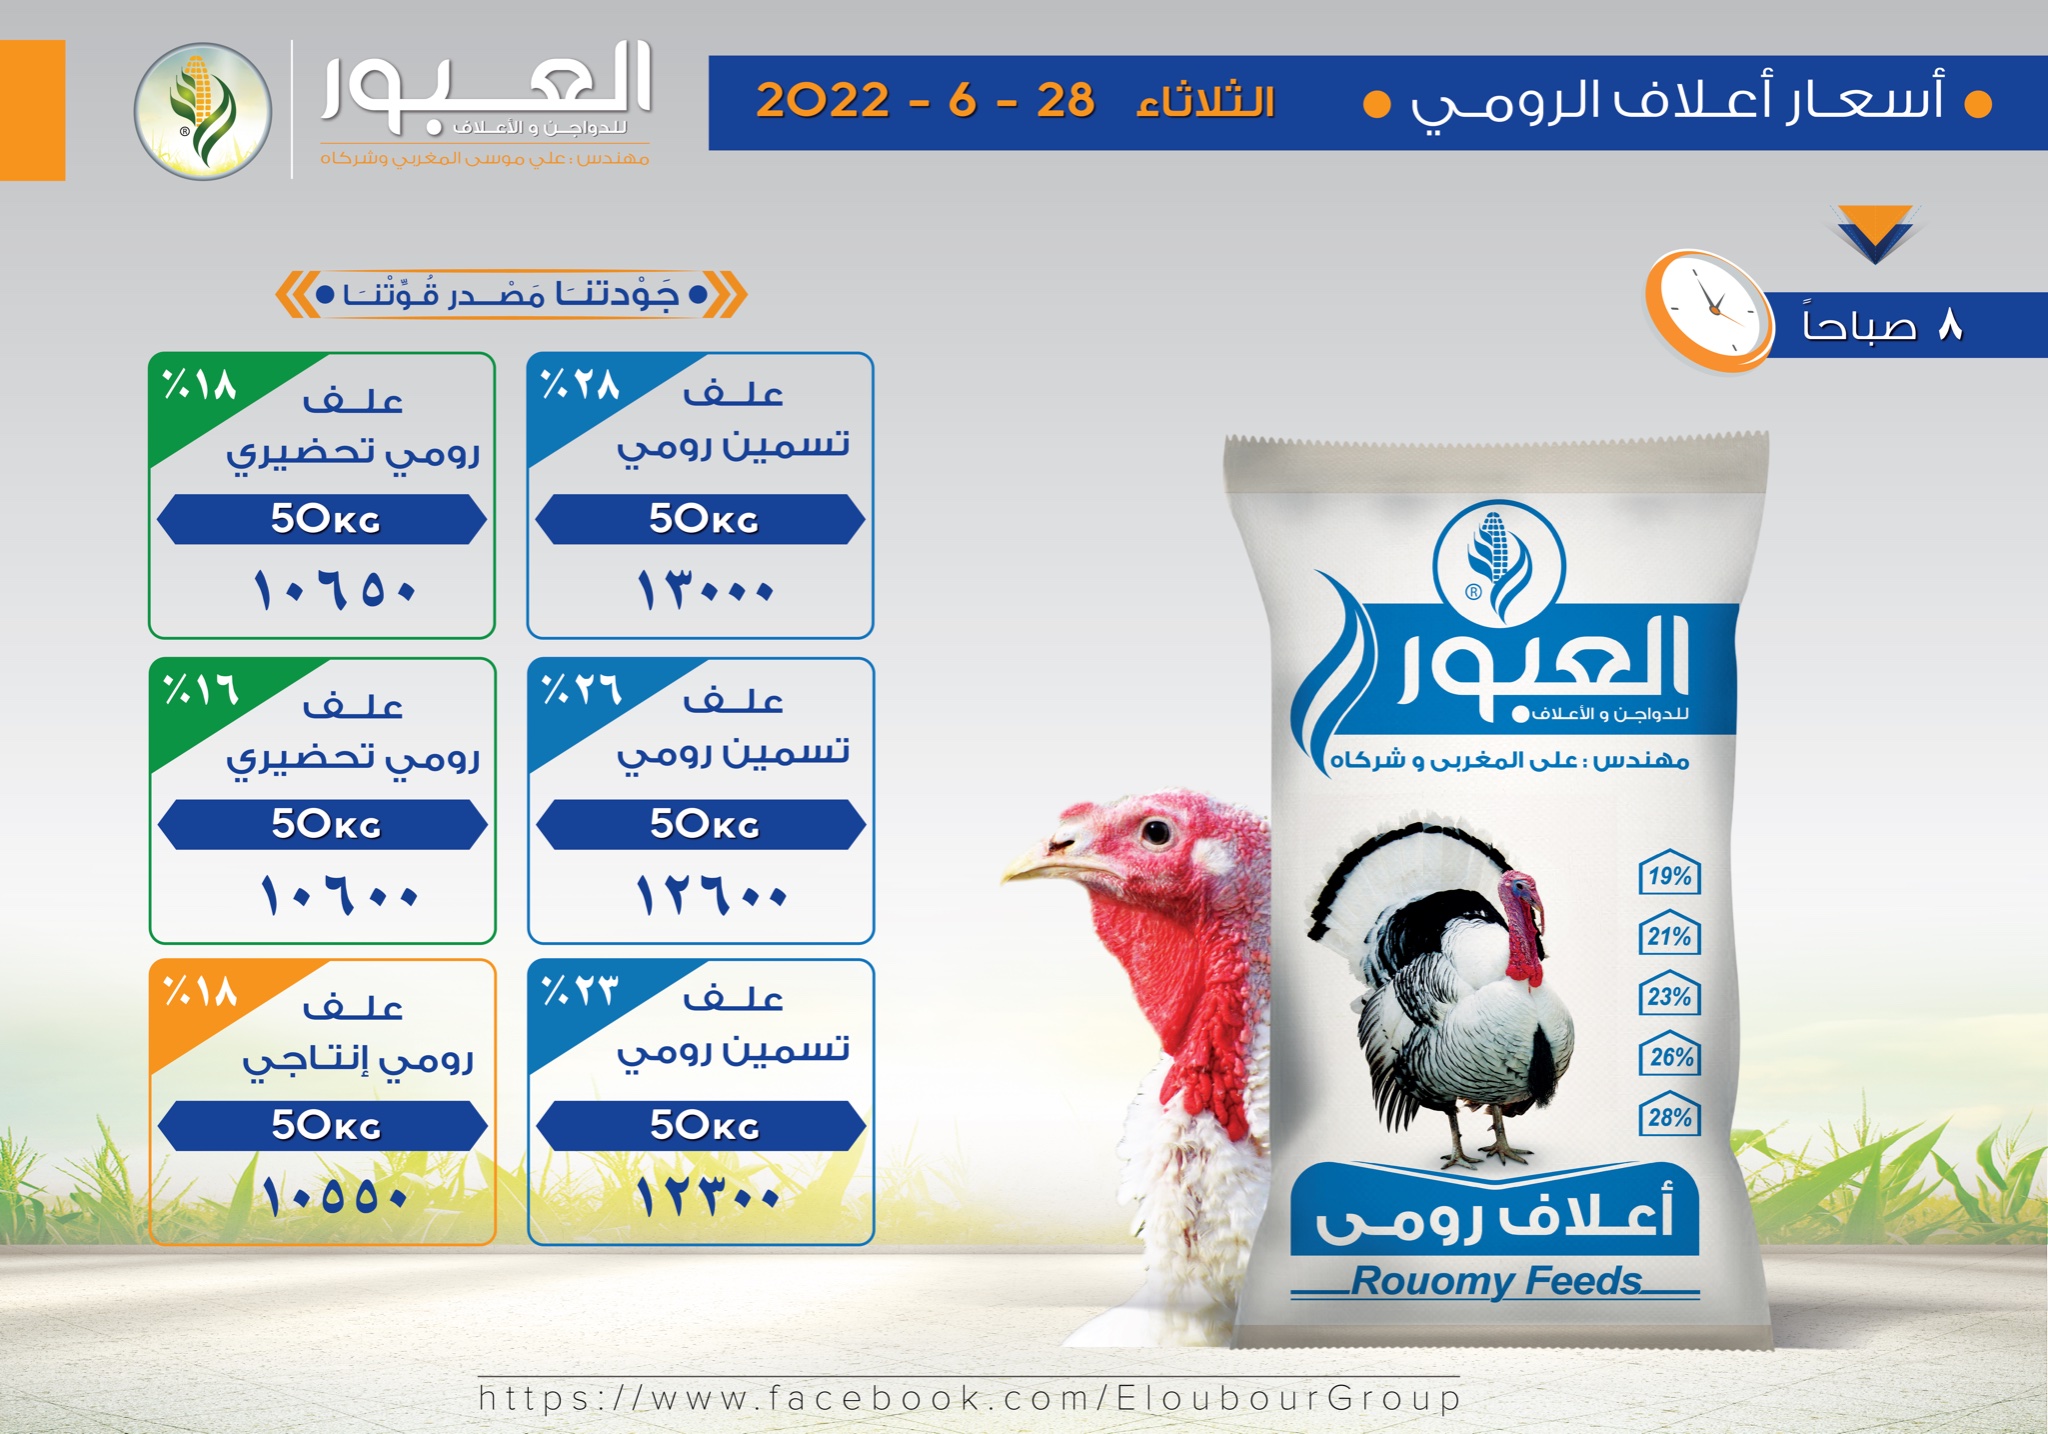 أسعار أعلاف الرومي
الثلاثاء 28 - 6 - 2022
العبور
للدواجن و الأعلاف
مهندس : علي موسى المغربي وشركاه
®
٨ صباحاً
جَوْدتنَا مَصْدر قُوّتْنَا
٢٨٪
علف
تسمين رومي
50KG
١٣٠٠٠
١٨٪
علف
رومي تحضيري
50KG
١٠٦٥٠
٢٦٪
علف
تسمين رومي
50KG
١٢٦٠٠
١٦٪
علف
رومي تحضيري
50KG
١٠٦٠٠
٢٣٪
علف
تسمين رومي
50KG
١٢٣٠٠
١٨٪
علف
رومي إنتاجي
50KG
١٠٥٥٠
®
العبور
للدواجن و الأعلاف
مهندس : على المغربى و شركاه
19%
21%
23%
26%
28%
أعلاف رومى
Rouomy Feeds
https://www.facebook.com/EloubourGroup